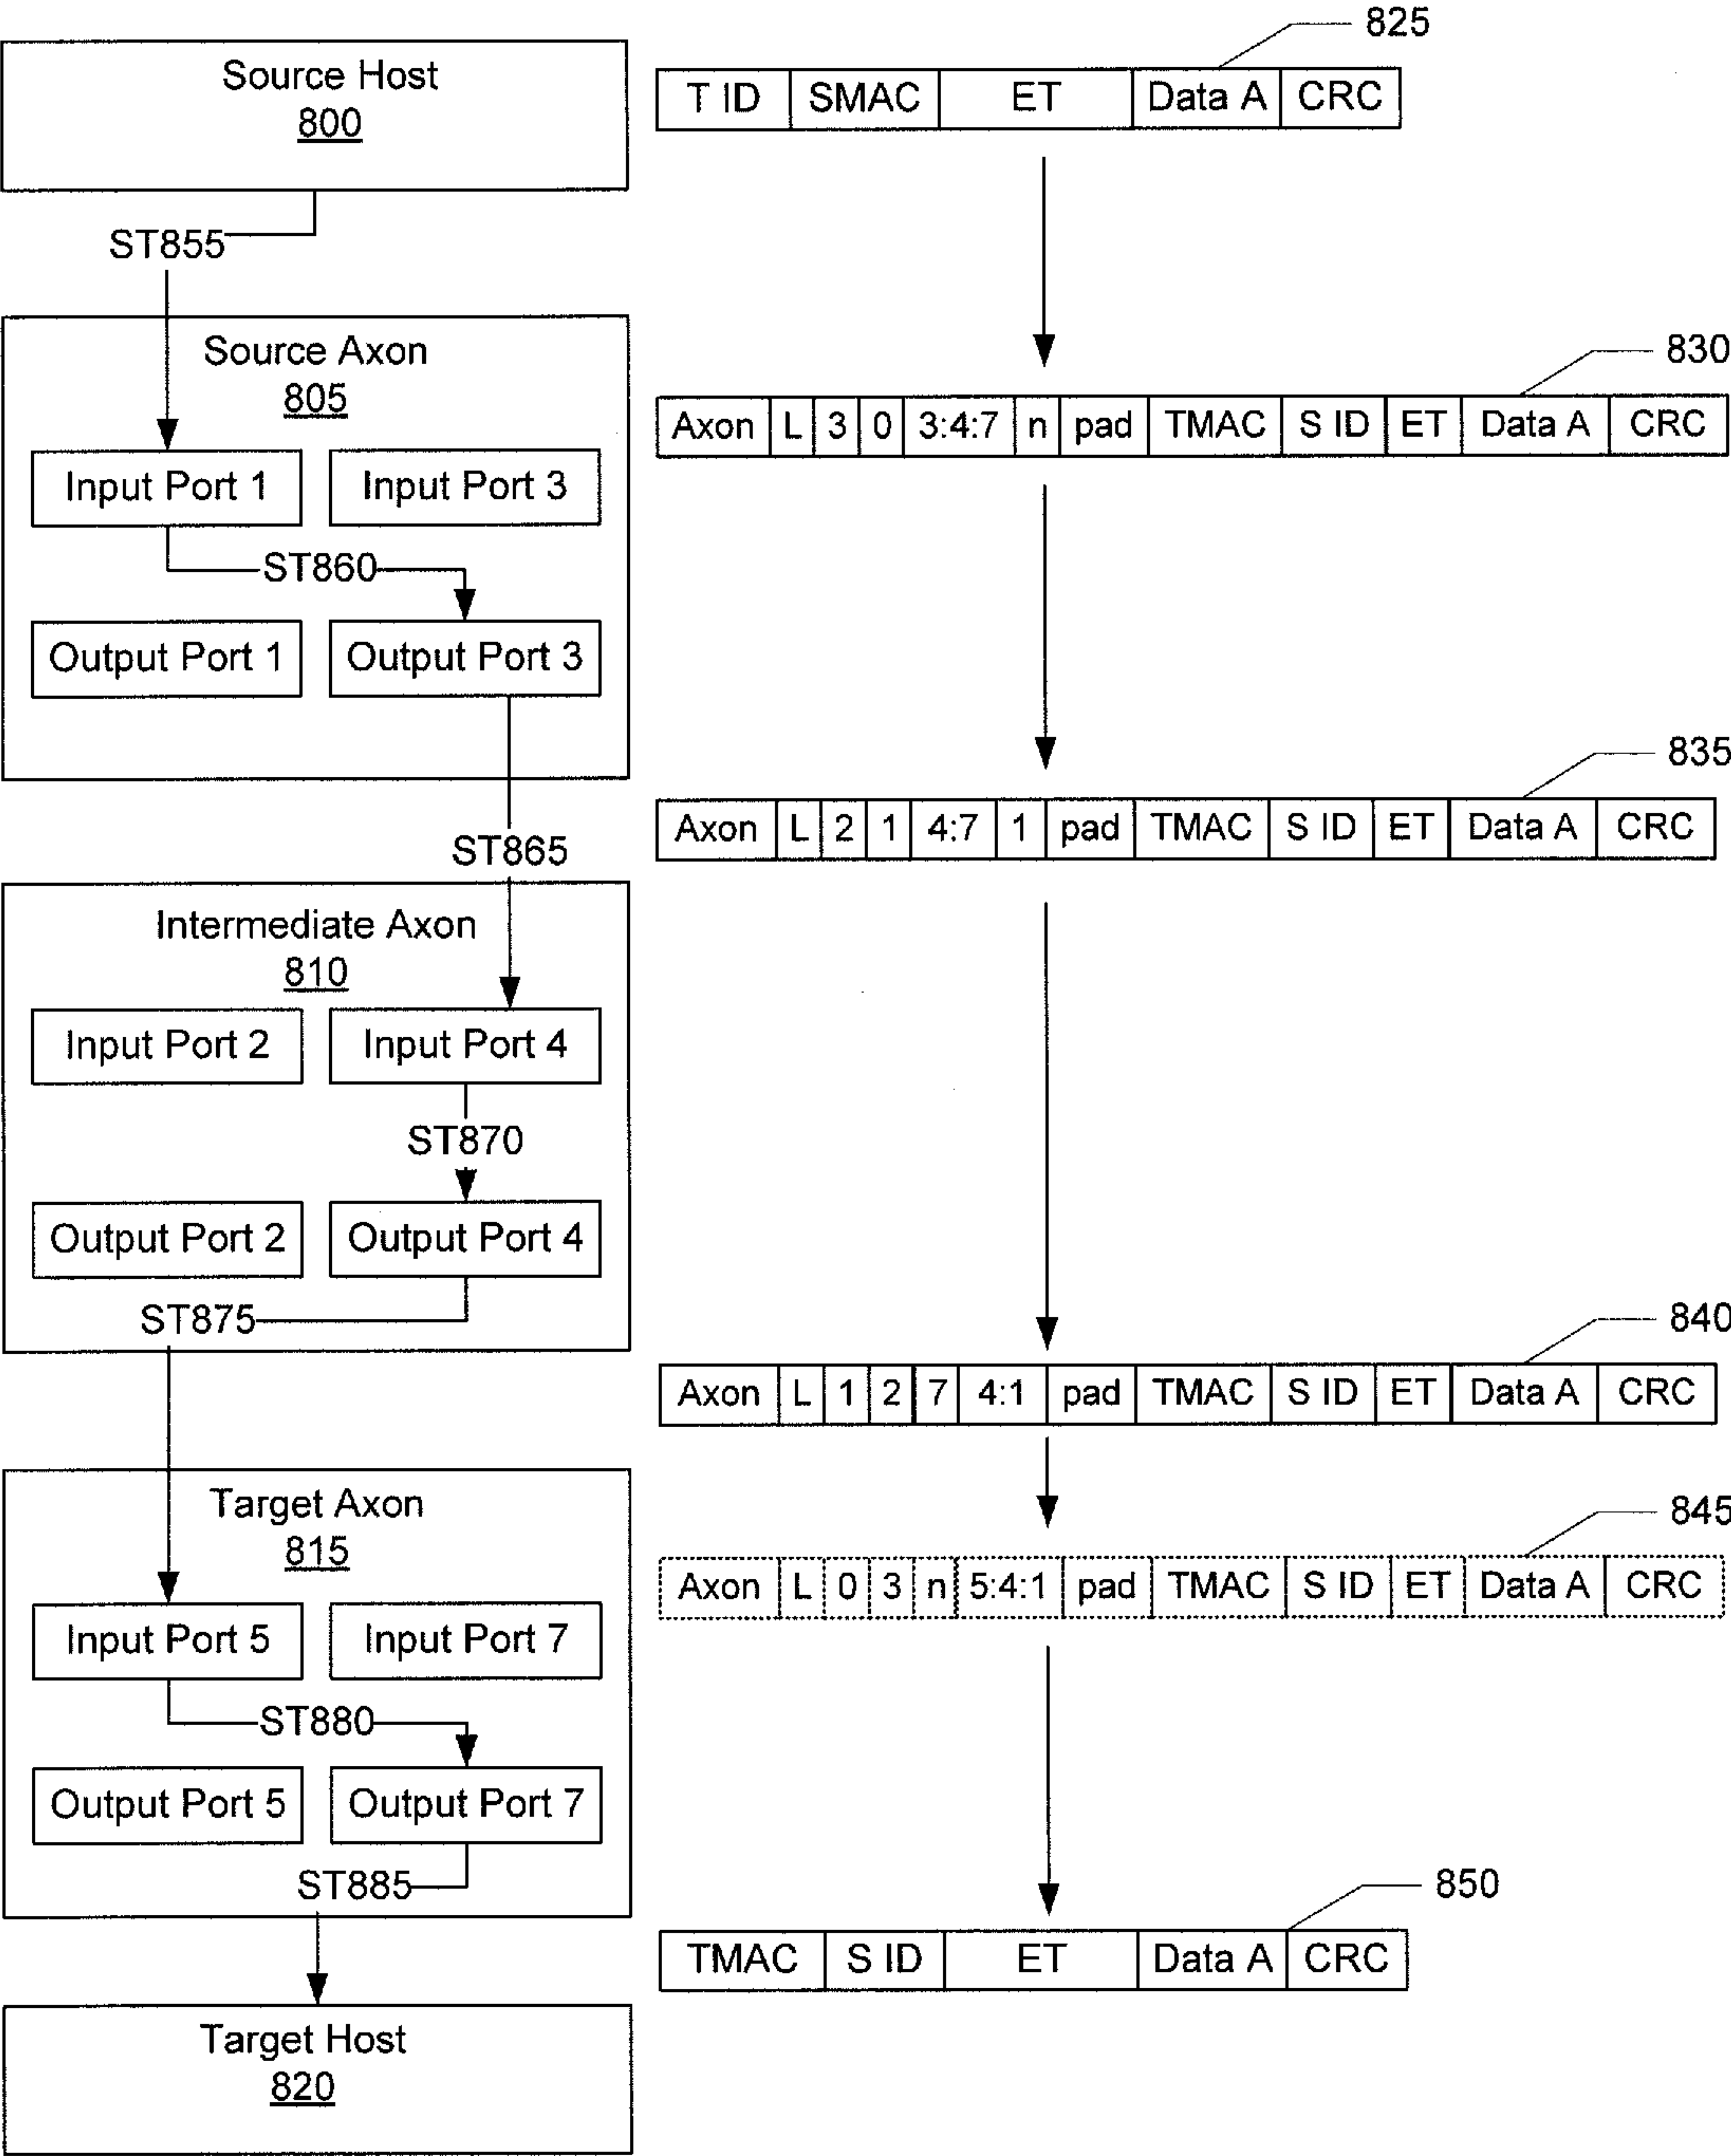 825
Source Host
800
T ID SMAC ET Data A CRC
ST855
830
Source Axon
805
Axon L 3 0 3:4:7 n pad TMAC S ID ET Data A CRC
Input Port 1 Input Port 3
ST860
Output Port 1 Output Port 3
835
Axon L 2 1 4:7 1 pad TMAC S ID ET Data A CRC
ST865
Intermediate Axon
810
Input Port 2 Input Port 4
ST870
Output Port 2 Output Port 4
ST875
840
Axon L 1 2 7 4:1 pad TMAC S ID ET Data A CRC
Target Axon
815
845
Axon L 0 3 n 5:4:1 pad TMAC S ID ET Data A CRC
Input Port 5 Input Port 7
ST880
Output Port 5 Output Port 7
ST885
850
TMAC S ID ET Data A CRC
Target Host
820